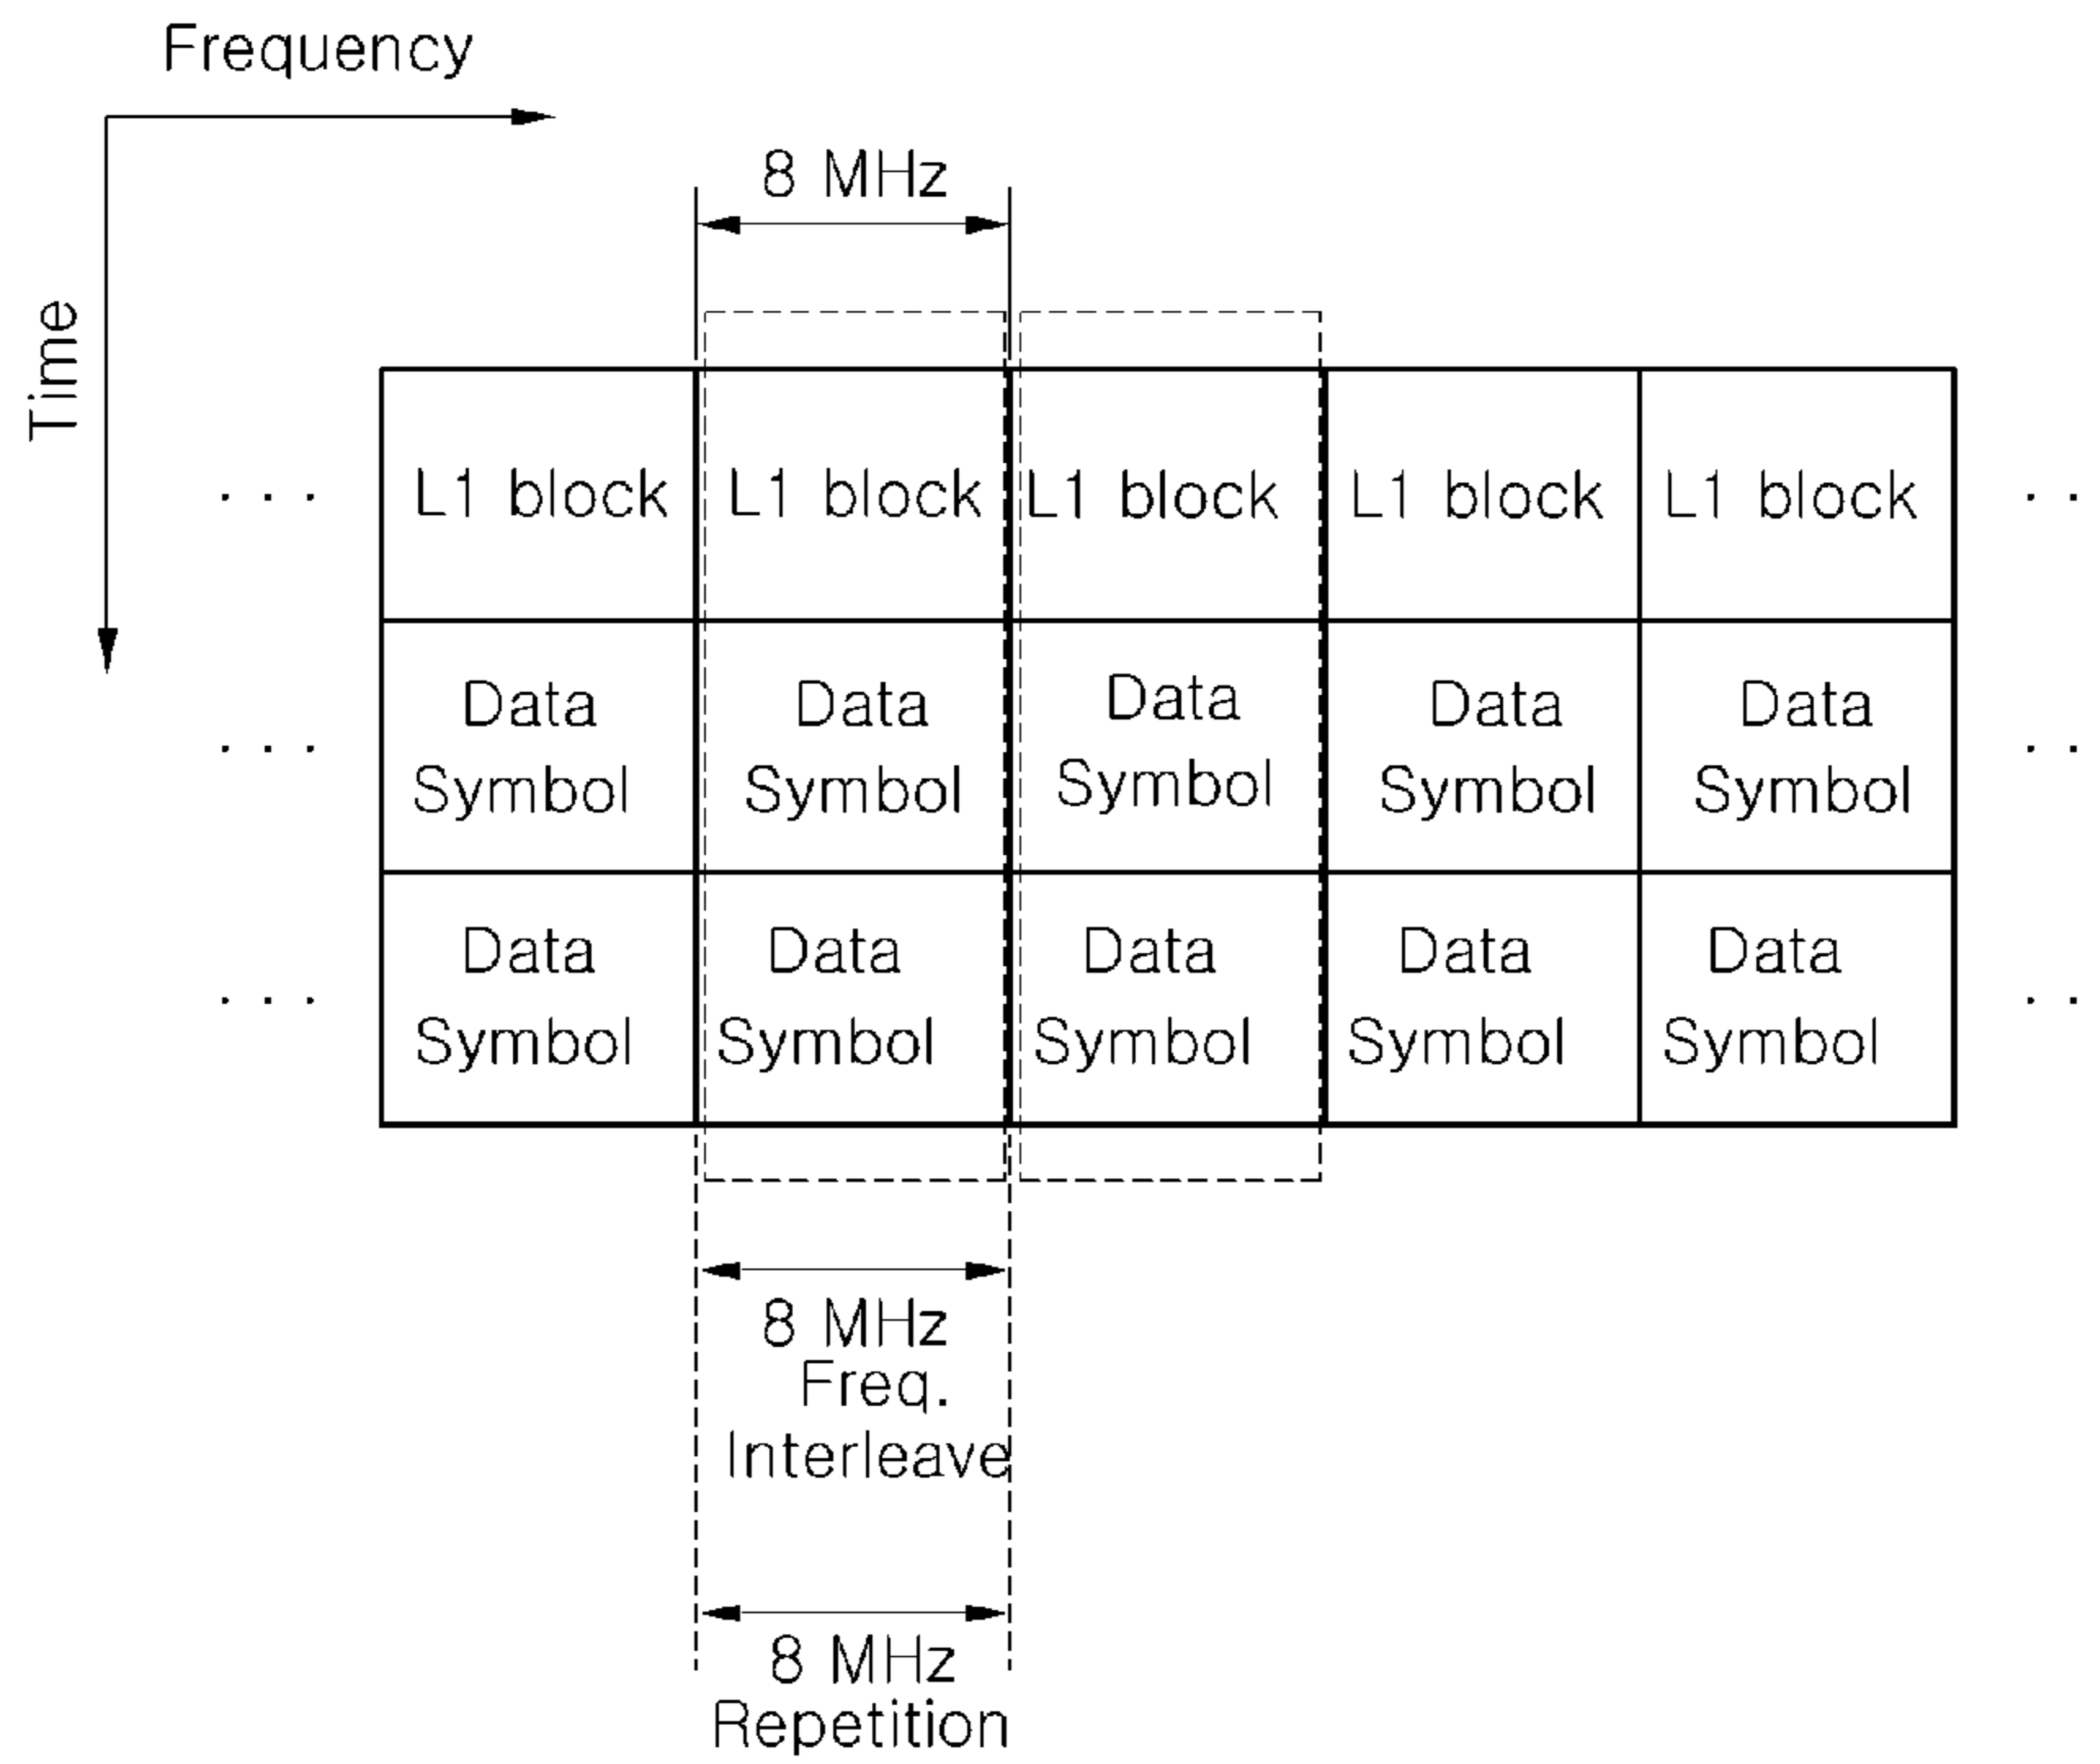 Frequency
Time
8 MHz
. . . L1 block L1 block L1 block L1 block L1 block . .
Data Data Data Data Data
. . . Symbol Symbol Symbol Symbol Symbol . .
Data Data Data Data Data
. . . Symbol Symbol Symbol Symbol Symbol . .
8 MHz
Freq.
Interleave
8 MHz
Repetition